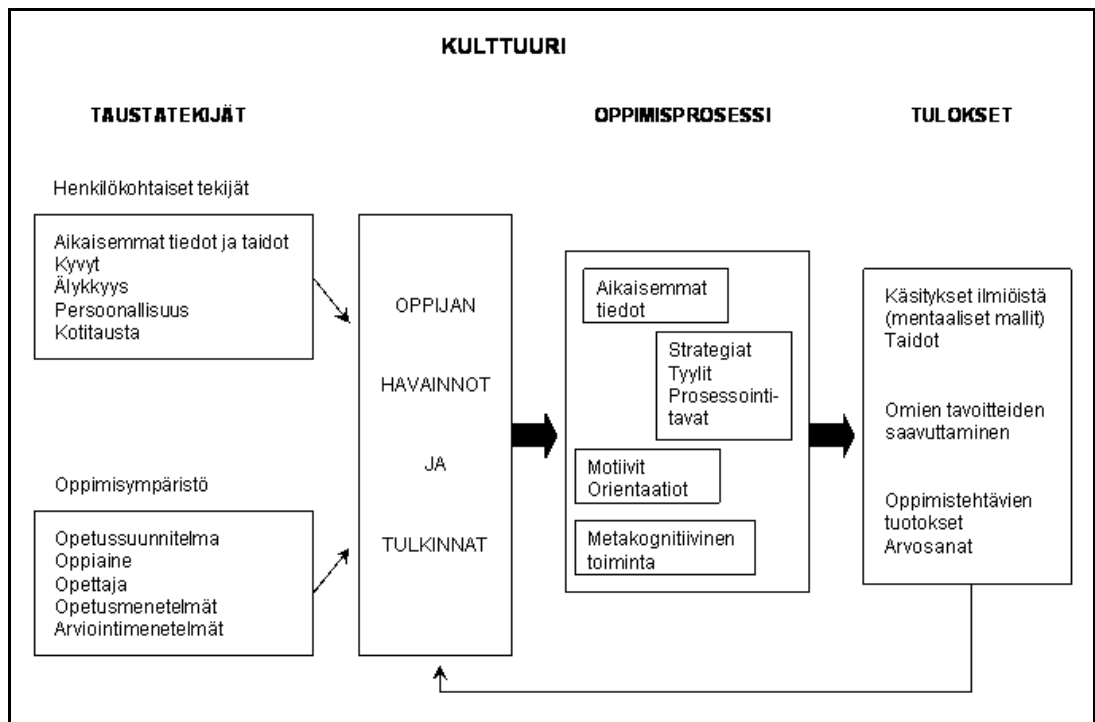 KULTTUURI
TAUSTATEKIJÄT
OPPIMISPROSESSI
TULOKSET
Henkilökohtaiset tekijät
Aikaisemmat tiedot ja taidot
Kyvyt
Älykkyys
Persoonallisuus
Kotitausta
Oppimisympäristö
Opetussuunnitelma
Oppiaine
Opettaja
Opetusmenetelmät
Arviointimenetelmät
OPPIJAN
HAVAINNOT
JA
TULKINNAT
Aikaisemmat
tiedot
Strategiat
Tyylit
Prosessointi-
tavat
Motiivit
Orientaatiot
Metakognitiivinen
toiminta
Käsitykset ilmiöistä
(mentaaliset mallit)
Taidot
Omien tavoitteiden
saavuttaminen
Oppimistehtävien
tuotokset
Arvosanat